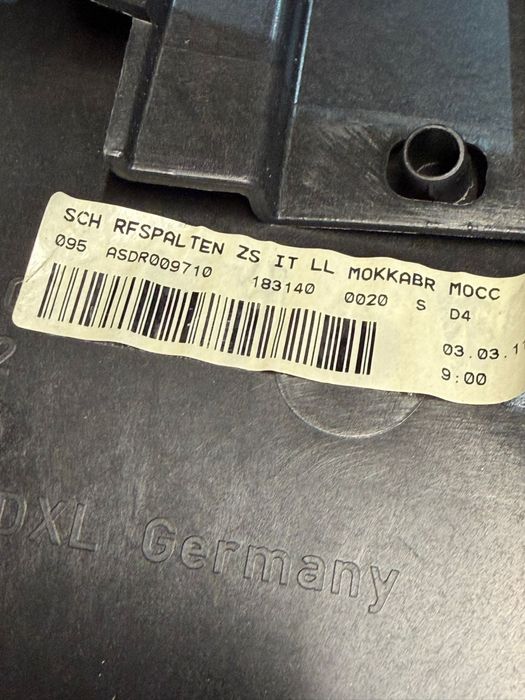 SCH RFSPALTEN ZS IT LL MOKKABR MOCC
095 ASDR009710 183140 0020 S D4
03.03.1
9:00
DXL Germany